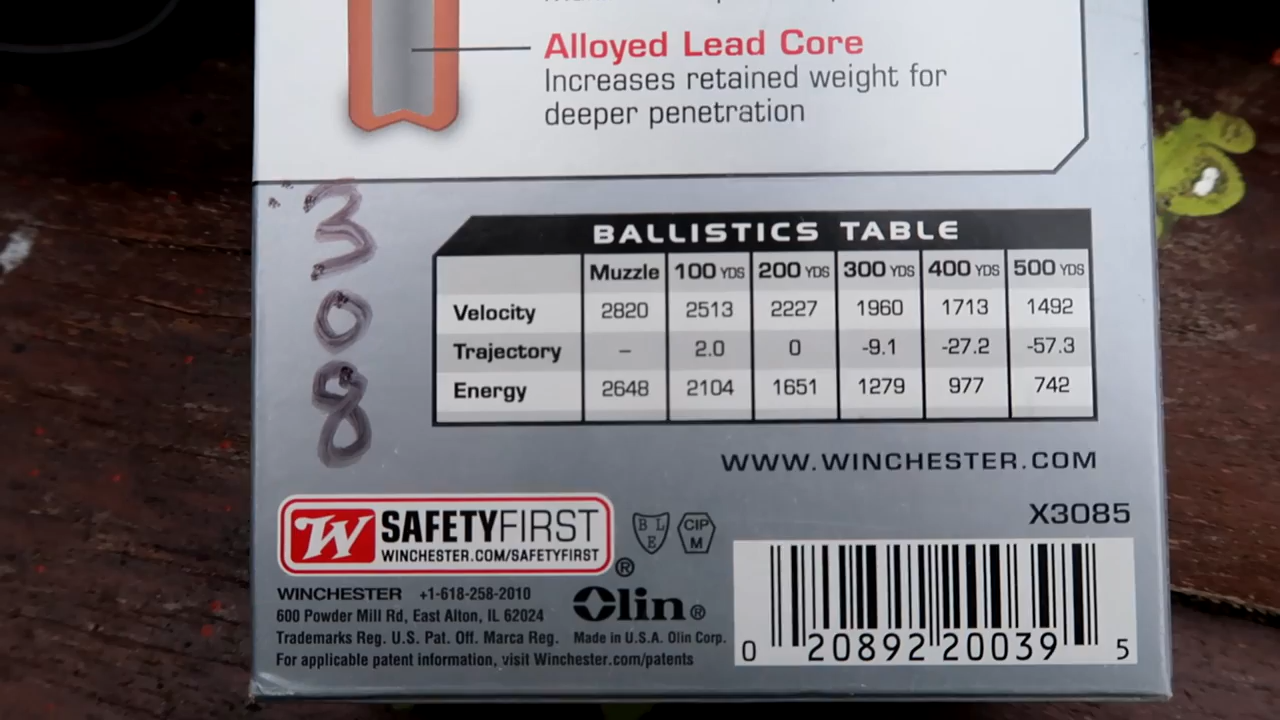 Alloyed Lead Core
Increases retained weight for
deeper penetration
308
BALLISTICS TABLE
Muzzle 100 YDS 200 YDS 300 YDS 400 YDS 500 YDS
Velocity 2820 2513 2227 1960 1713 1492
Trajectory – 2.0 0 -9.1 -27.2 -57.3
Energy 2648 2104 1651 1279 977 742
WWW.WINCHESTER.COM
X3085
W SAFETYFIRST
WINCHESTER.COM/SAFETYFIRST
®
B L
E
CIP
M
WINCHESTER +1-618-258-2010
600 Powder Mill Rd, East Alton, IL 62024
Trademarks Reg. U.S. Pat. Off. Marca Reg.
For applicable patent information, visit Winchester.com/patents
Olin®
Made in U.S.A. Olin Corp.
0 20892 20039 5